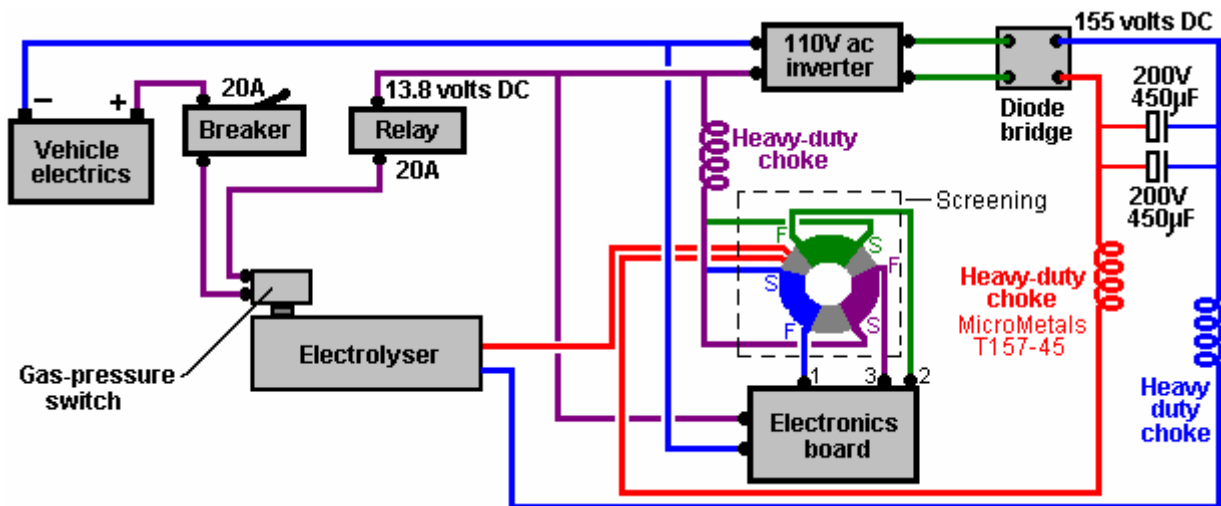 155 volts DC
110V ac
inverter
200V
450µF
20A
13.8 volts DC
− +
Breaker
Relay
Diode
bridge
Vehicle
electrics
Heavy-duty
choke
20A
200V
450µF
Screening
F
S
F
S
S
F
Heavy-duty
choke
MicroMetals
T157-45
Gas-pressure
switch
Electrolyser
1 3 2
Heavy
duty
choke
Electronics
board